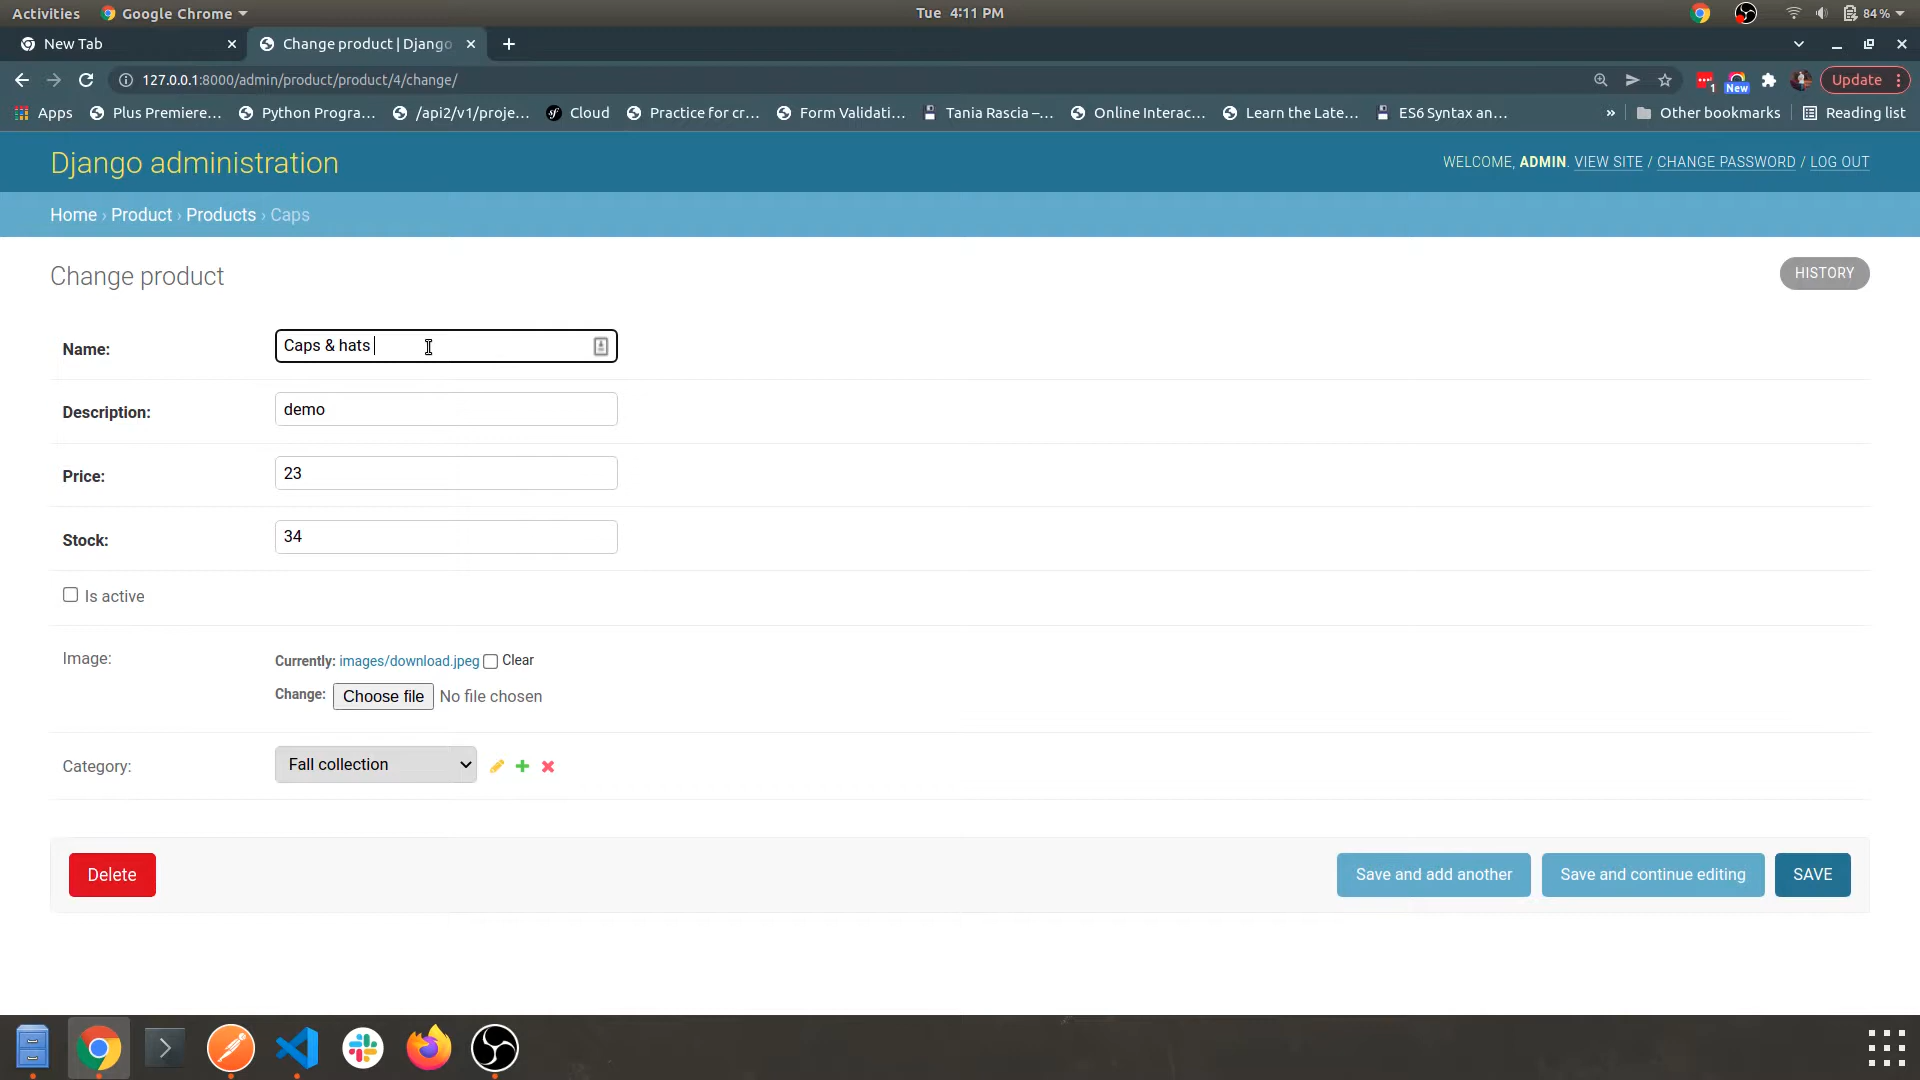 Activities Google Chrome Tue 4:11 PM 84 %
New Tab Change product | Django
127.0.0.1:8000/admin/product/product/4/change/ 1 New Update
Apps Plus Premiere... Python Progra... /api2/v1/proje... Cloud Practice for cr... Form Validati... Tania Rascia –... Online Interac... Learn the Late... ES6 Syntax an... » Other bookmarks Reading list
Django administration WELCOME, ADMIN. VIEW SITE / CHANGE PASSWORD / LOG OUT
Home › Product › Products › Caps
Change product HISTORY
Name: Caps & hats
Description: demo
Price: 23
Stock: 34
Is active
Image: Currently: images/download.jpeg Clear
Change: Choose file No file chosen
Category: Fall collection
Delete Save and add another Save and continue editing SAVE